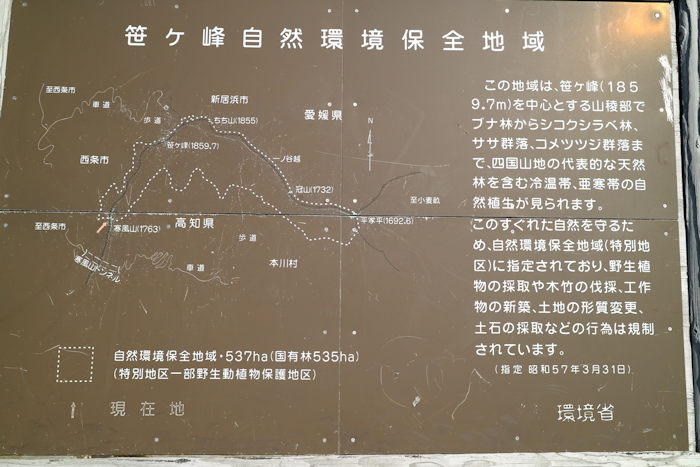 笹ヶ峰自然環境保全地域
至西条市
車道
歩道
新居浜市
ちち山(1855)
愛媛県
笹ヶ峰(1859.7)
西条市
一ノ谷越
N
冠山(1732)
至小麦畝
平家平(1692.6)
至西条市
寒風山(1763)
高知県
歩道
寒風山トンネル
車道
本川村
この地域は、笹ヶ峰(185
9.7m)を中心とする山稜部で
ブナ林からシコクシラベ林、
ササ群落、コメツツジ群落ま
で、四国山地の代表的な天然
林を含む冷温帯、亜寒帯の自
然植生が見られます。
このすぐれた自然を守るた
め、自然環境保全地域(特別地
区)に指定されており、野生植
物の採取や木竹の伐採、工作
物の新築、土地の形質変更、
土石の採取などの行為は規制
されています。
(指定 昭和57年3月31日)
自然環境保全地域・537ha(国有林535ha)
(特別地区一部野生動植物保護地区)
現在地
環境省